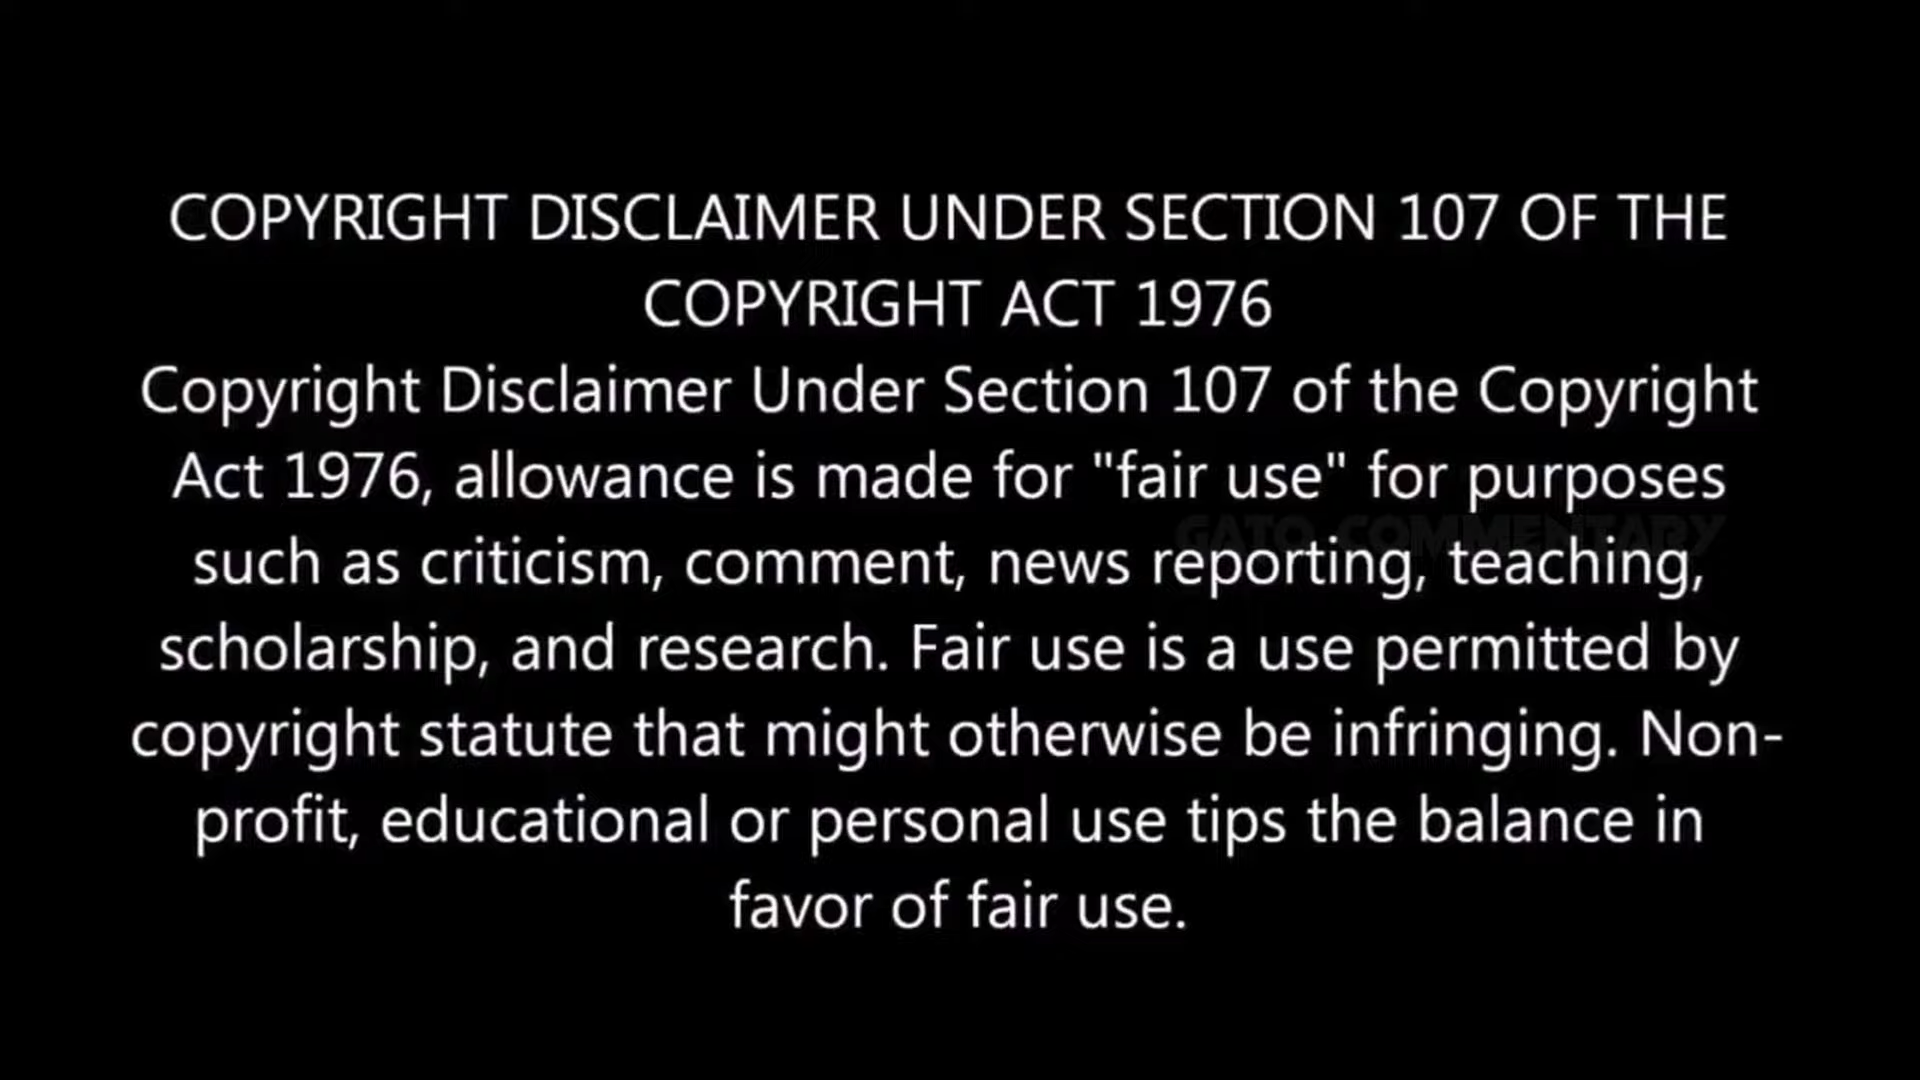 COPYRIGHT DISCLAIMER UNDER SECTION 107 OF THE
COPYRIGHT ACT 1976
Copyright Disclaimer Under Section 107 of the Copyright
Act 1976, allowance is made for "fair use" for purposes
GATO COMMENTARY
such as criticism, comment, news reporting, teaching,
scholarship, and research. Fair use is a use permitted by
copyright statute that might otherwise be infringing. Non-
profit, educational or personal use tips the balance in
favor of fair use.